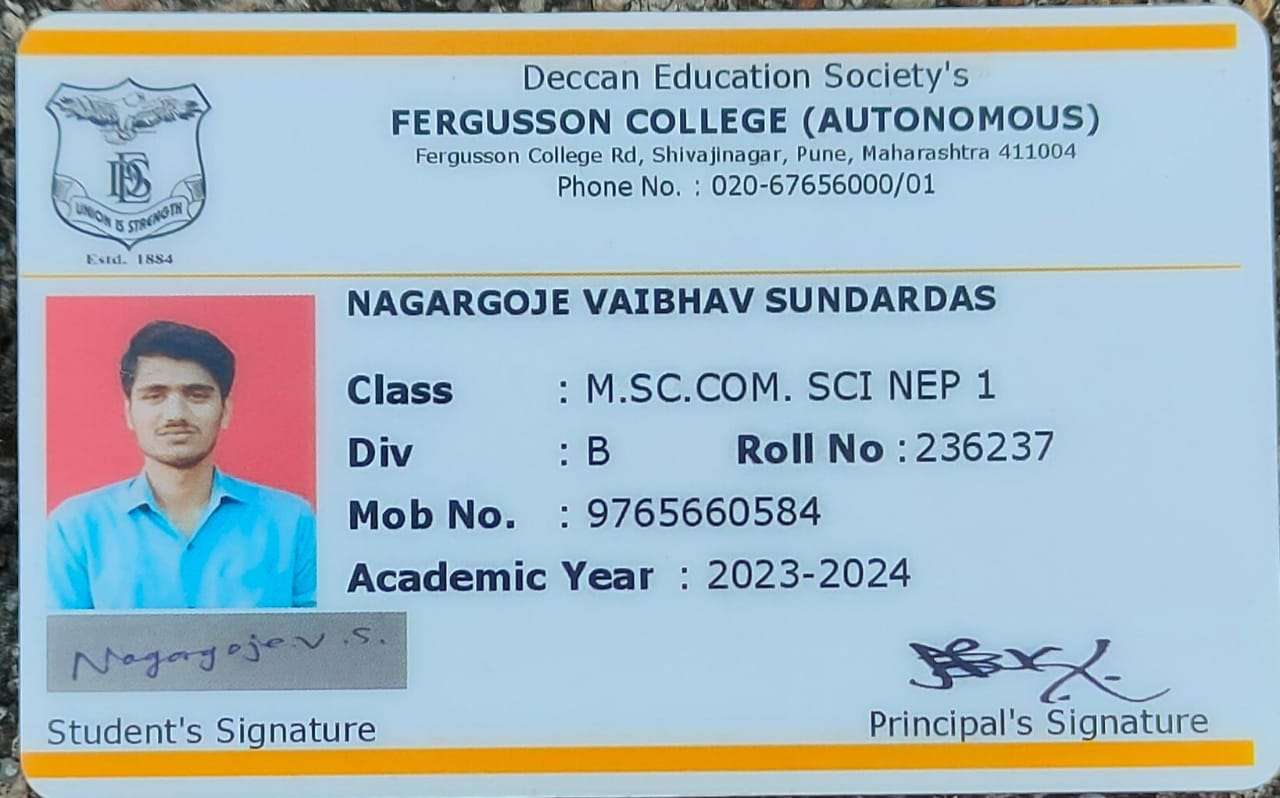 Deccan Education Society's
FERGUSSON COLLEGE (AUTONOMOUS)
Fergusson College Rd, Shivajinagar, Pune, Maharashtra 411004
Phone No. : 020-67656000/01
DES
UNION IS STRENGTH
Estd. 1884
NAGARGOJE VAIBHAV SUNDARDAS
Class : M.SC.COM. SCI NEP 1
Div : B Roll No : 236237
Mob No. : 9765660584
Academic Year : 2023-2024
Nagargoje.V.S.
Student's Signature
Principal's Signature